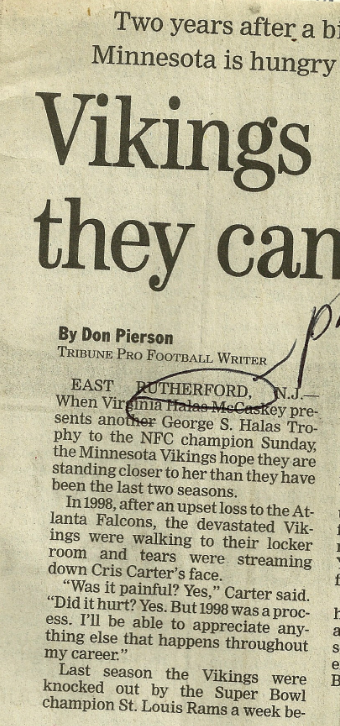 Two years after a bi
Minnesota is hungry
Vikings
they can
By Don Pierson
TRIBUNE PRO FOOTBALL WRITER
EAST RUTHERFORD, N.J.—
When Virginia Halas McCaskey pre-
sents another George S. Halas Tro-
phy to the NFC champion Sunday,
the Minnesota Vikings hope they are
standing closer to her than they have
been the last two seasons.
In 1998, after an upset loss to the At-
lanta Falcons, the devastated Vik-
ings were walking to their locker
room and tears were streaming
down Cris Carter's face.
"Was it painful? Yes," Carter said.
"Did it hurt? Yes. But 1998 was a proc-
ess. I'll be able to appreciate any-
thing else that happens throughout
my career."
Last season the Vikings were
knocked out by the Super Bowl
champion St. Louis Rams a week be-